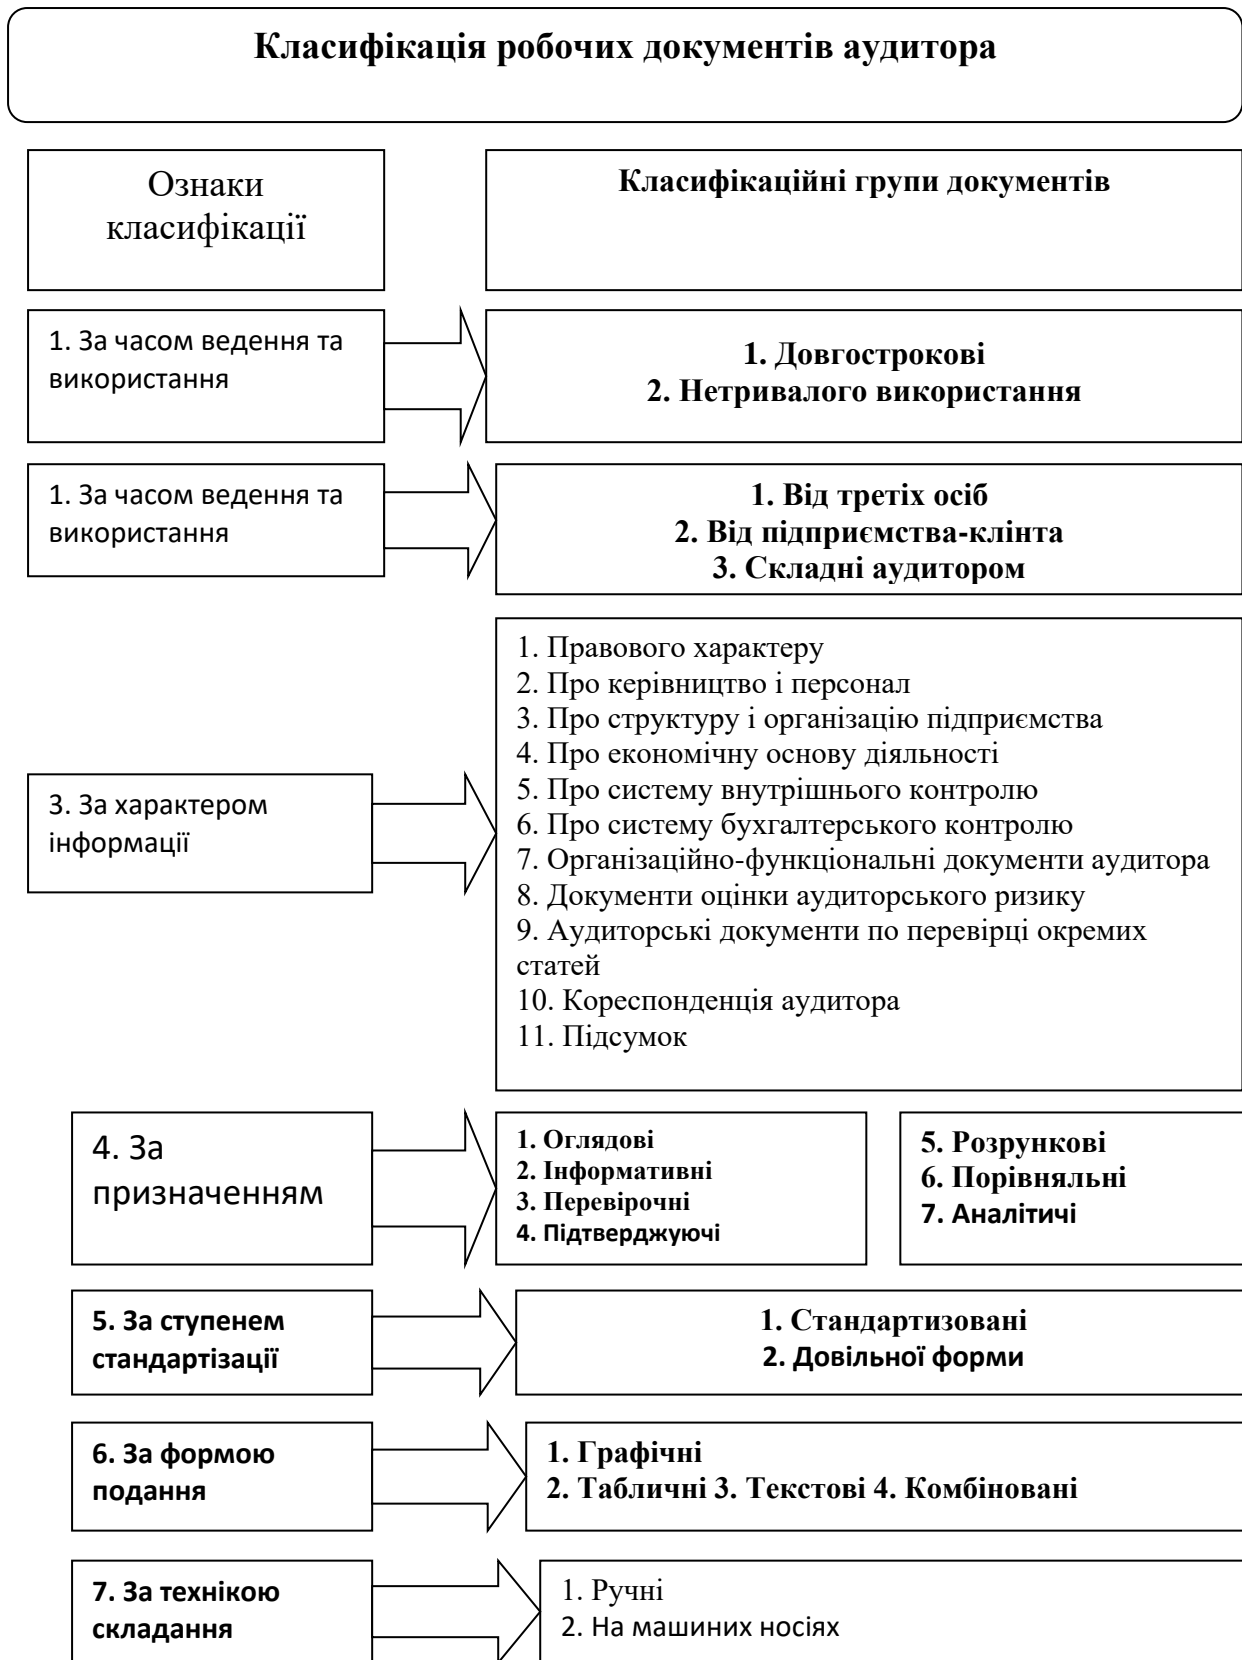 Класифікація робочих документів аудитора
Ознаки
класифікації
Класифікаційні групи документів
1. За часом ведення та
використання
1. Довгострокові
2. Нетривалого використання
1. За часом ведення та
використання
1. Від третіх осіб
2. Від підприємства-клінта
3. Складні аудитором
3. За характером
інформації
1. Правового характеру
2. Про керівництво і персонал
3. Про структуру і організацію підприємства
4. Про економічну основу діяльності
5. Про систему внутрішнього контролю
6. Про систему бухгалтерського контролю
7. Організаційно-функціональні документи аудитора
8. Документи оцінки аудиторського ризику
9. Аудиторські документи по перевірці окремих
статей
10. Кореспонденція аудитора
11. Підсумок
4. За
призначенням
1. Оглядові
2. Інформативні
3. Перевірочні
4. Підтверджуючі
5. Розрункові
6. Порівняльні
7. Аналітичі
5. За ступенем
стандартізації
1. Стандартизовані
2. Довільної форми
6. За формою
подання
1. Графічні
2. Табличні 3. Текстові 4. Комбіновані
7. За технікою
складання
1. Ручні
2. На машиних носіях